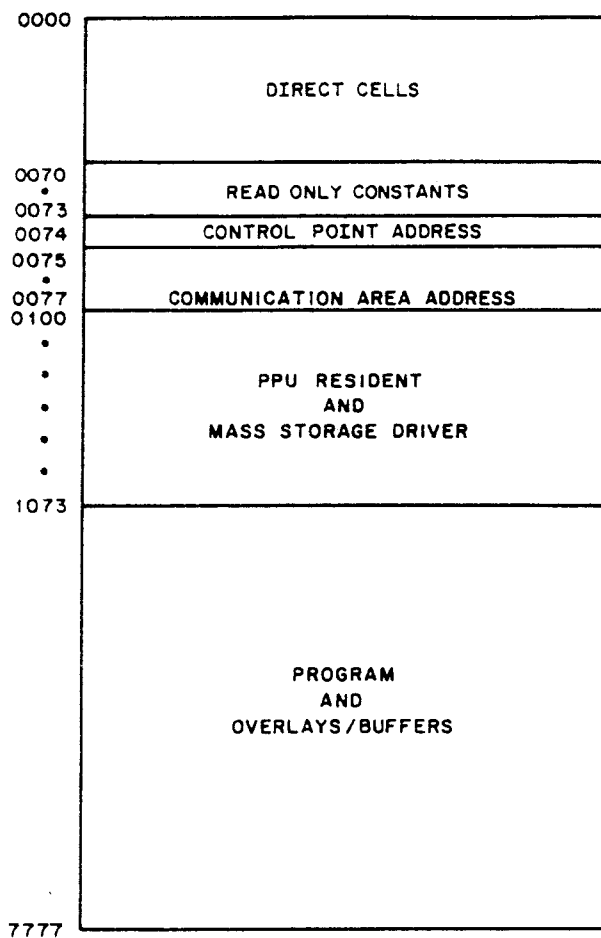 0000
DIRECT CELLS
0070
READ ONLY CONSTANTS
0073
0074 CONTROL POINT ADDRESS
0075
0077 COMMUNICATION AREA ADDRESS
0100
PPU RESIDENT
AND
MASS STORAGE DRIVER
1073
PROGRAM
AND
OVERLAYS/BUFFERS
7777